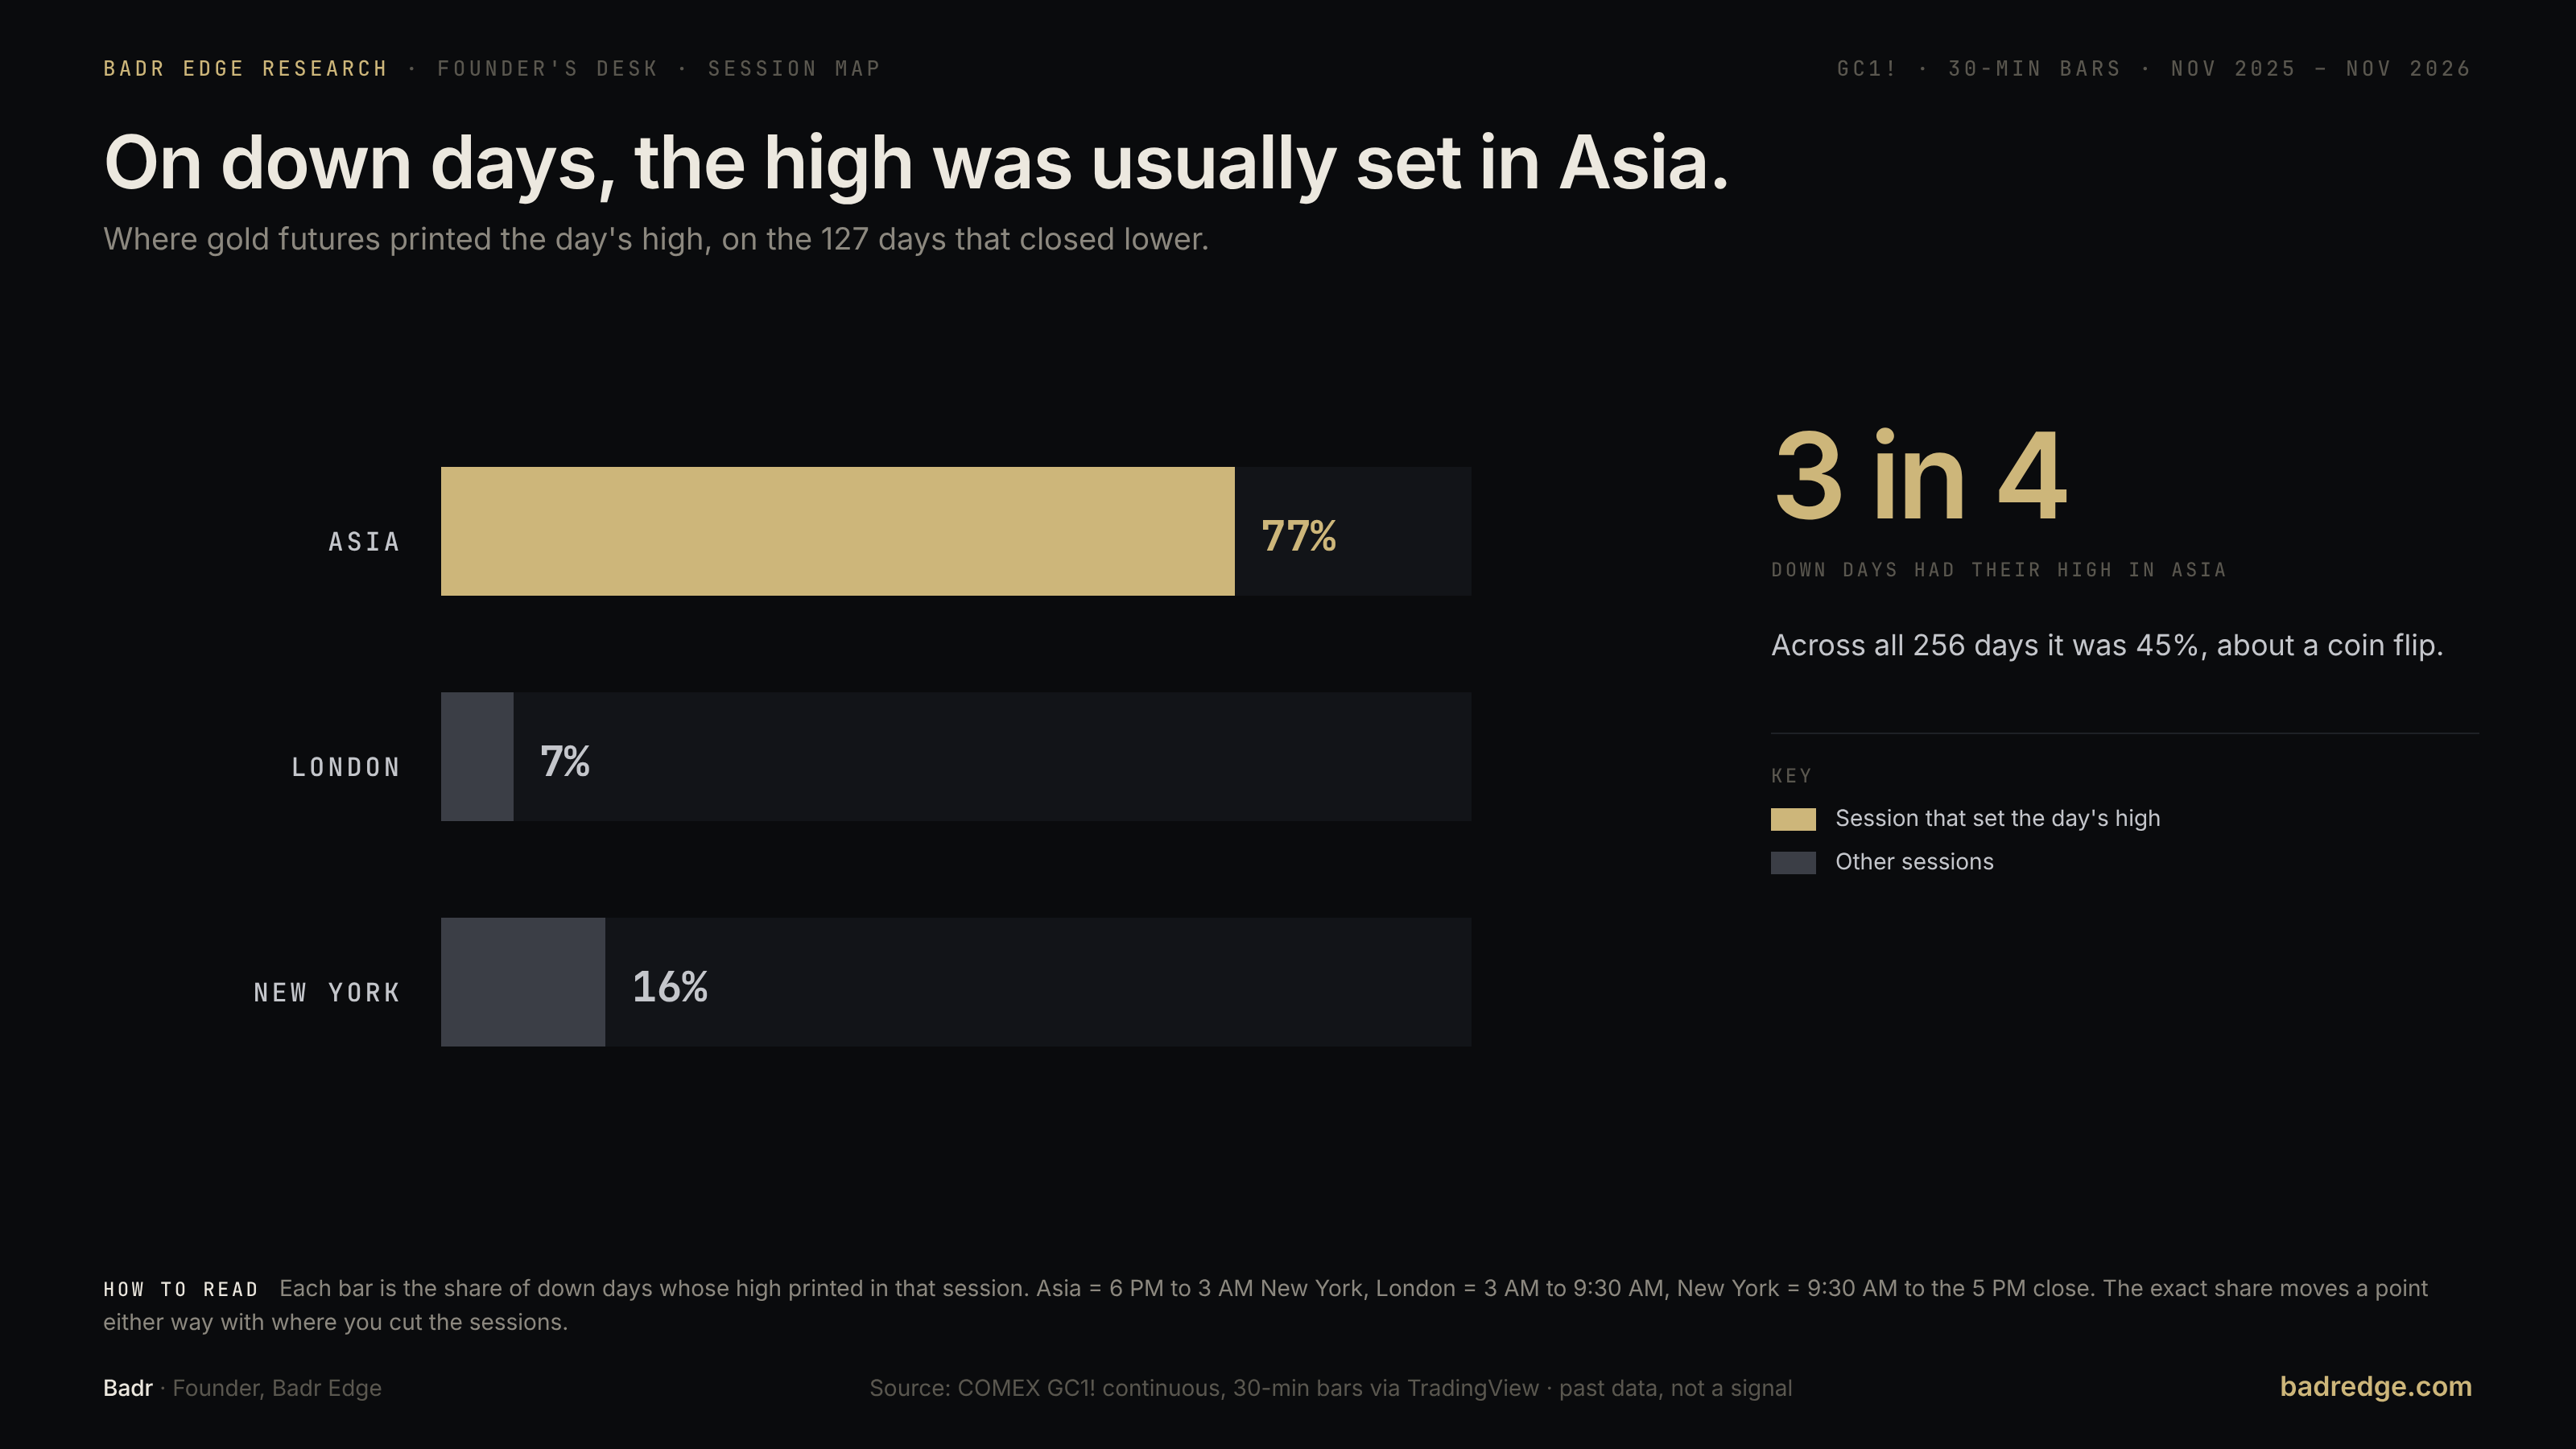 BADR EDGE RESEARCH · FOUNDER'S DESK · SESSION MAP
GC1! · 30-MIN BARS · NOV 2025 – NOV 2026
On down days, the high was usually set in Asia.
Where gold futures printed the day's high, on the 127 days that closed lower.
ASIA
77%
LONDON
7%
NEW YORK
16%
3 in 4
DOWN DAYS HAD THEIR HIGH IN ASIA
Across all 256 days it was 45%, about a coin flip.
KEY
Session that set the day's high
Other sessions
HOW TO READ Each bar is the share of down days whose high printed in that session. Asia = 6 PM to 3 AM New York, London = 3 AM to 9:30 AM, New York = 9:30 AM to the 5 PM close. The exact share moves a point
either way with where you cut the sessions.
Badr · Founder, Badr Edge
Source: COMEX GC1! continuous, 30-min bars via TradingView · past data, not a signal
badredge.com